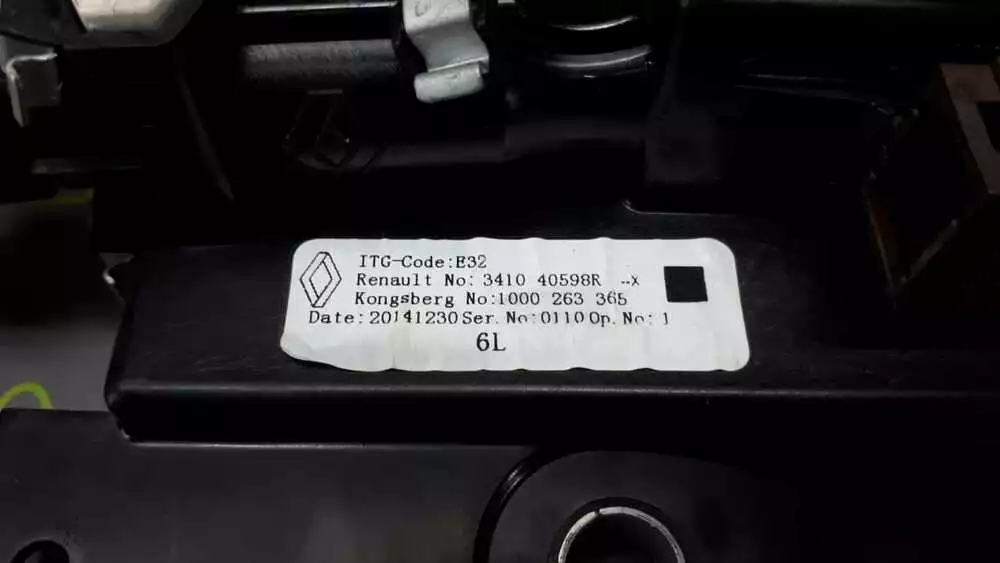 ITG-Code:E32
Renault No: 3410 40598R --X
Kongsberg No:1000 263 365
Date:20141230 Ser. No:0110 Op. No: 1
6L